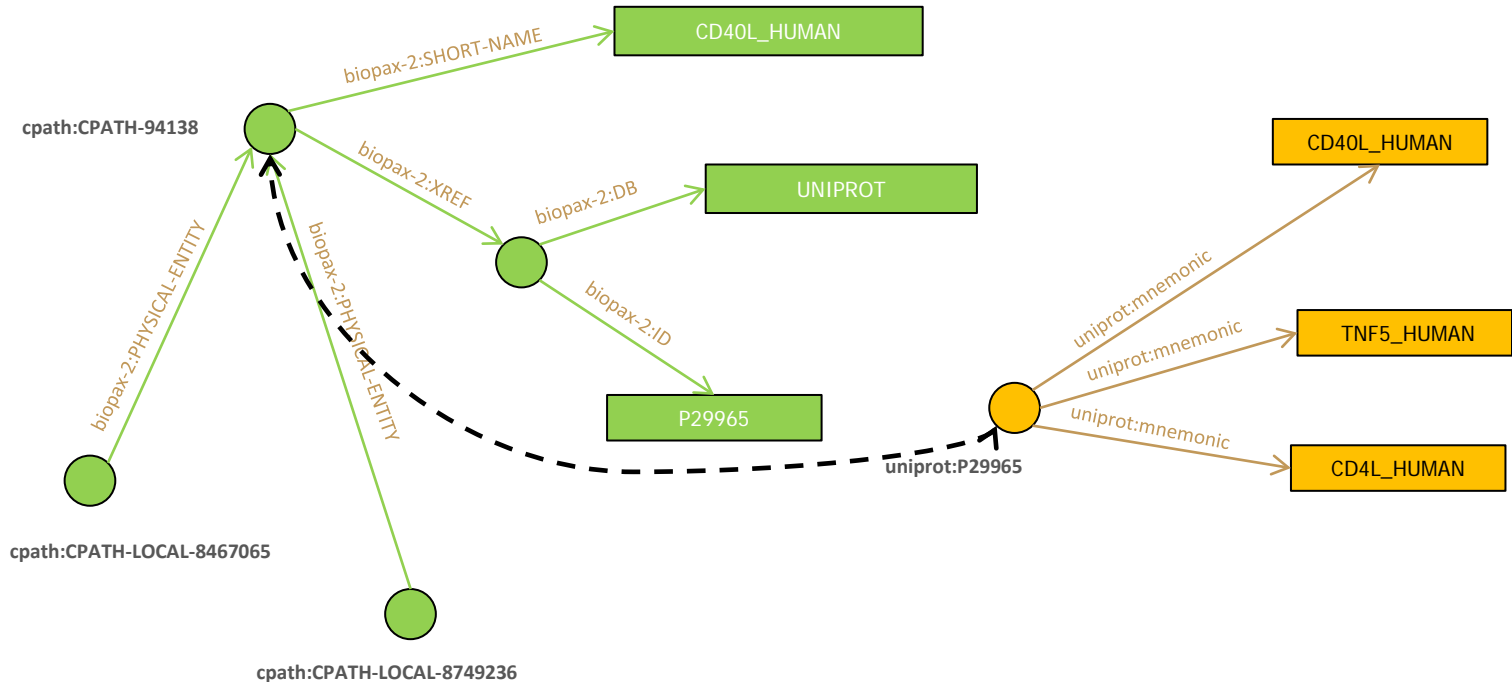 CD40L_HUMAN
biopax-2:SHORT-NAME
cpath:CPATH-94138
CD40L_HUMAN
biopax-2:XREF
biopax-2:DB
UNIPROT
biopax-2:PHYSICAL-ENTITY
biopax-2:PHYSICAL-ENTITY
biopax-2:ID
uniprot:mnemonic
TNF5_HUMAN
uniprot:mnemonic
P29965
uniprot:mnemonic
uniprot:P29965
CD4L_HUMAN
cpath:CPATH-LOCAL-8467065
cpath:CPATH-LOCAL-8749236